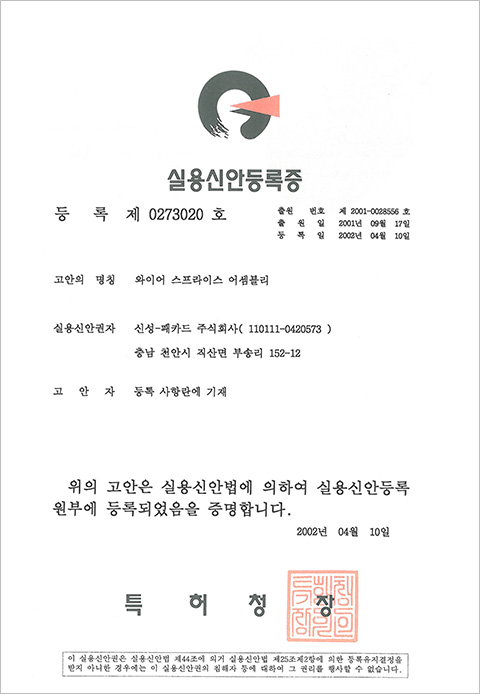 실용신안등록증
등 록 제 0273020 호
출원 번호 제 2001-0028556 호
출 원 일 2001년 09월 17일
등 록 일 2002년 04월 10일
고안의 명칭 와이어 스프라이스 어셈블리
실용신안권자 신성-패카드 주식회사( 110111-0420573 )
충남 천안시 직산면 부송리 152-12
고 안 자 등록 사항란에 기재
위의 고안은 실용신안법에 의하여 실용신안등록
원부에 등록되었음을 증명합니다.
2002년 04월 10일
특 허 청 장
이 실용신안권은 실용신안법 제44조에 의거 실용신안법 제25조제2항에 의한 등록유지결정을
받지 아니한 경우에는 이 실용신안권의 침해자 등에 대하여 그 권리를 행사할 수 없습니다.